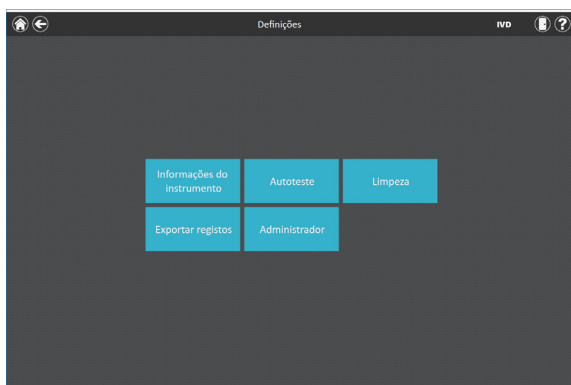 Definições
IVD
?
Informações do
instrumento
Autoteste
Limpeza
Exportar registos
Administrador